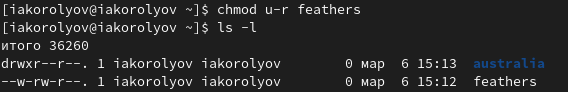 [iakorolyov@iakorolyov ~]$ chmod u-r feathers
[iakorolyov@iakorolyov ~]$ ls -l
итого 36260
drwxr--r--. 1 iakorolyov iakorolyov 0 мар 6 15:13 australia
--w-rw-r--. 1 iakorolyov iakorolyov 0 мар 6 15:12 feathers